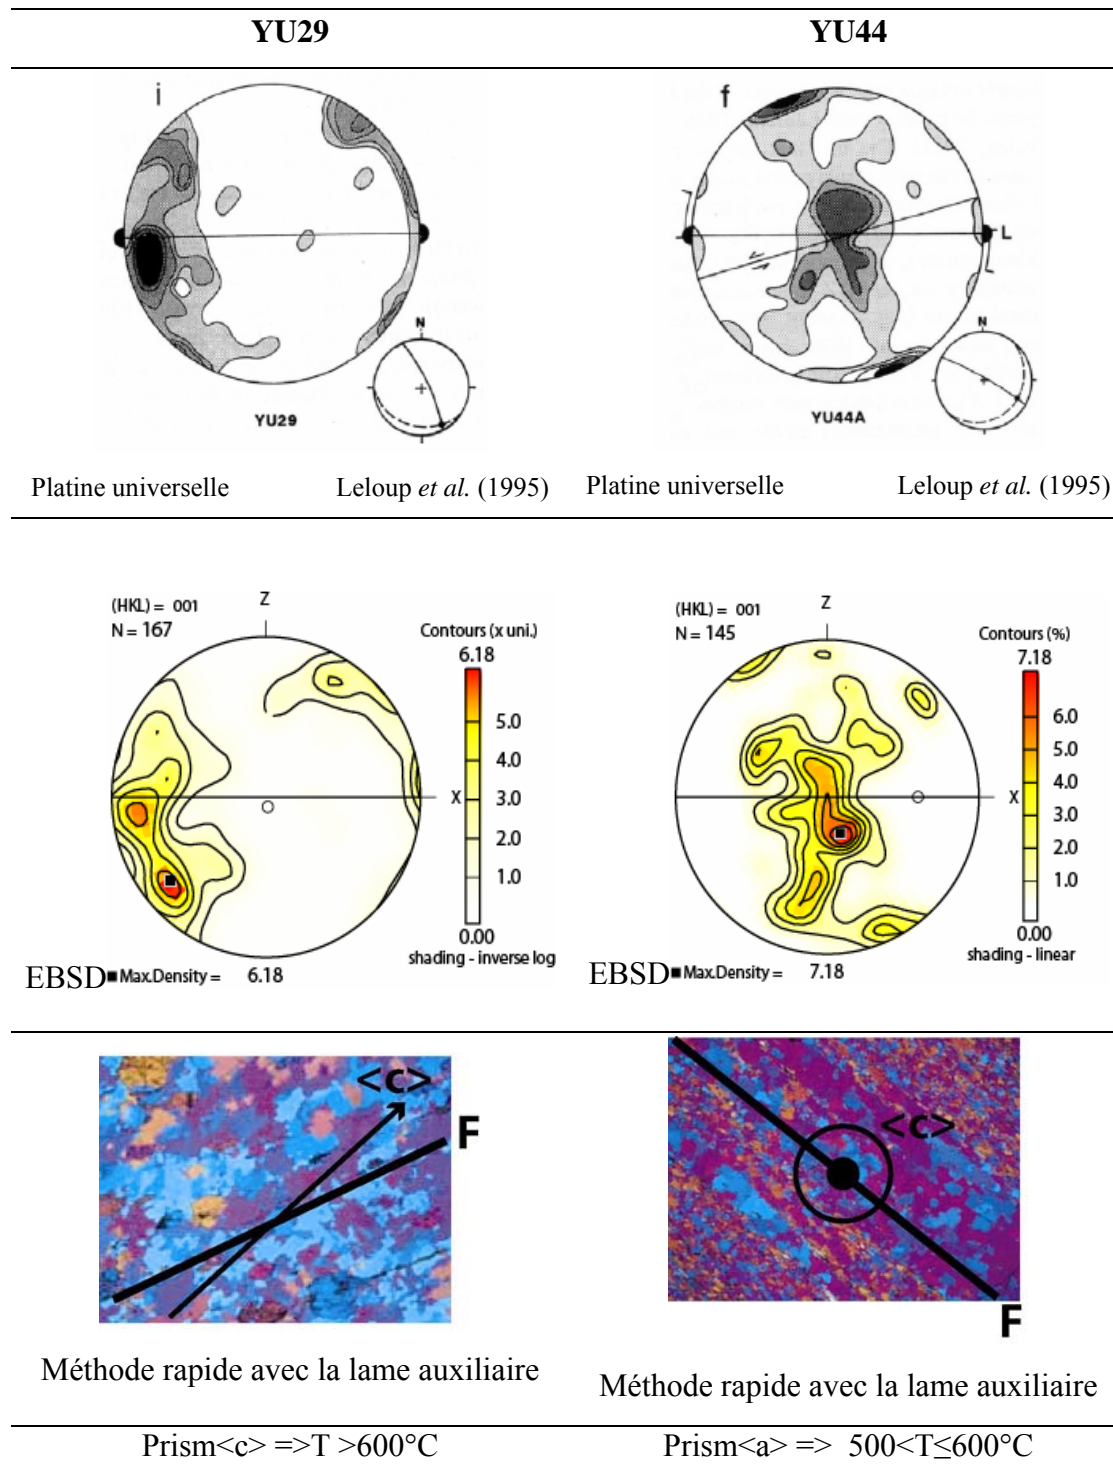 YU29 YU44
i f
L
N N
YU29 YU44A
Platine universelle Leloup et al. (1995) Platine universelle Leloup et al. (1995)
(HKL) = 001 Z
N = 167
Contours (x uni.)
6.18
5.0
4.0
X 3.0
2.0
1.0
0.00
shading - inverse log
EBSD ■ Max.Density = 6.18
(HKL) = 001 Z
N = 145
Contours (%)
7.18
6.0
5.0
4.0
X 3.0
2.0
1.0
0.00
shading - linear
EBSD ■ Max.Density = 7.18
<c>
F
<c>
F
Méthode rapide avec la lame auxiliaire Méthode rapide avec la lame auxiliaire
Prism<c> =>T >600°C Prism<a> => 500<T≤600°C